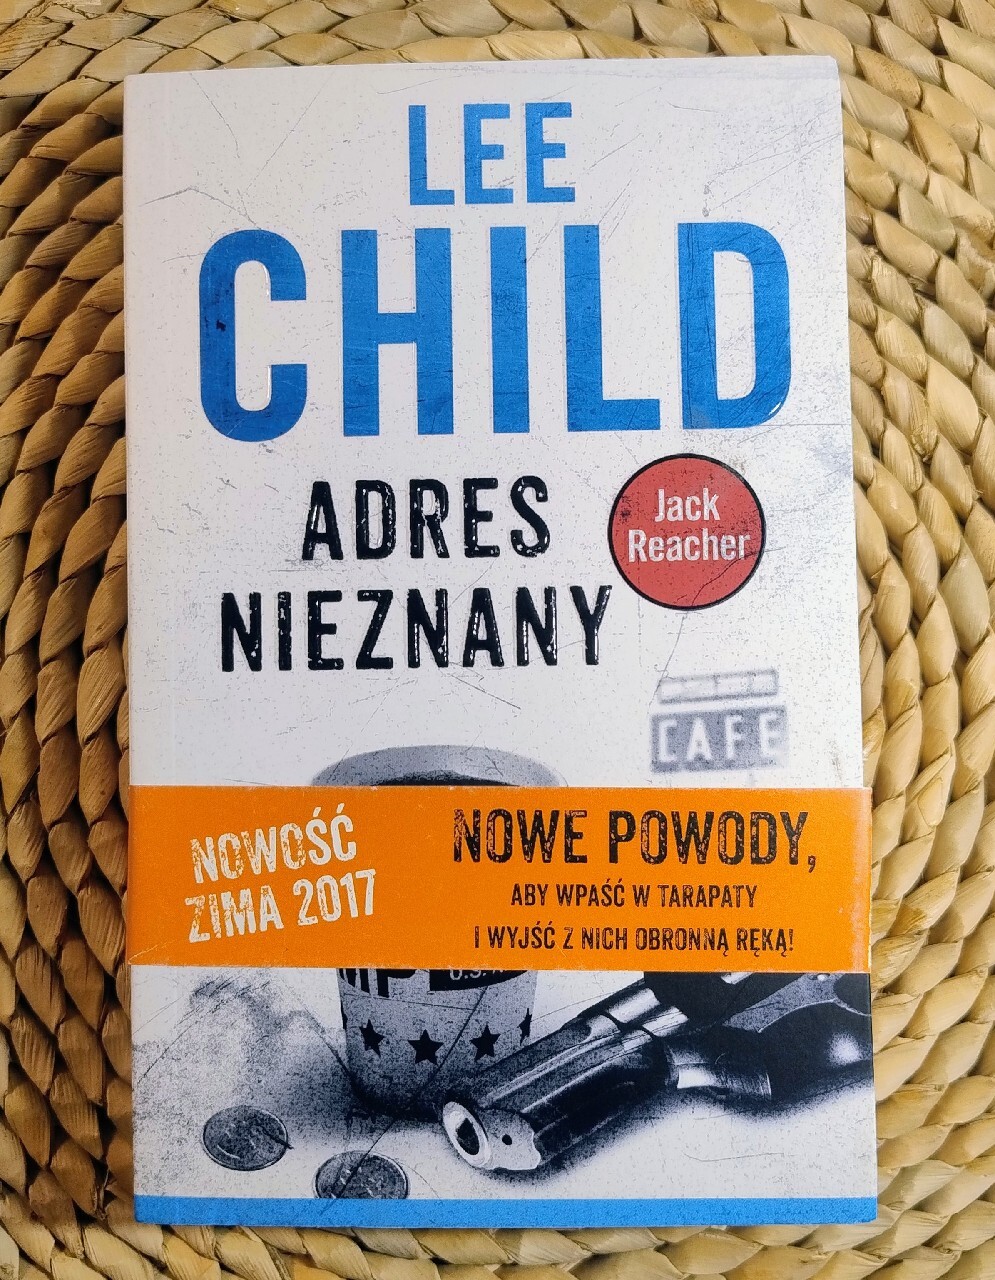 LEE
CHILD
ADRES
NIEZNANY
Jack
Reacher
CAFE
NOWOŚĆ
ZIMA 2017
NOWE POWODY,
ABY WPAŚĆ W TARAPATY
I WYJŚĆ Z NICH OBRONNĄ RĘKĄ!